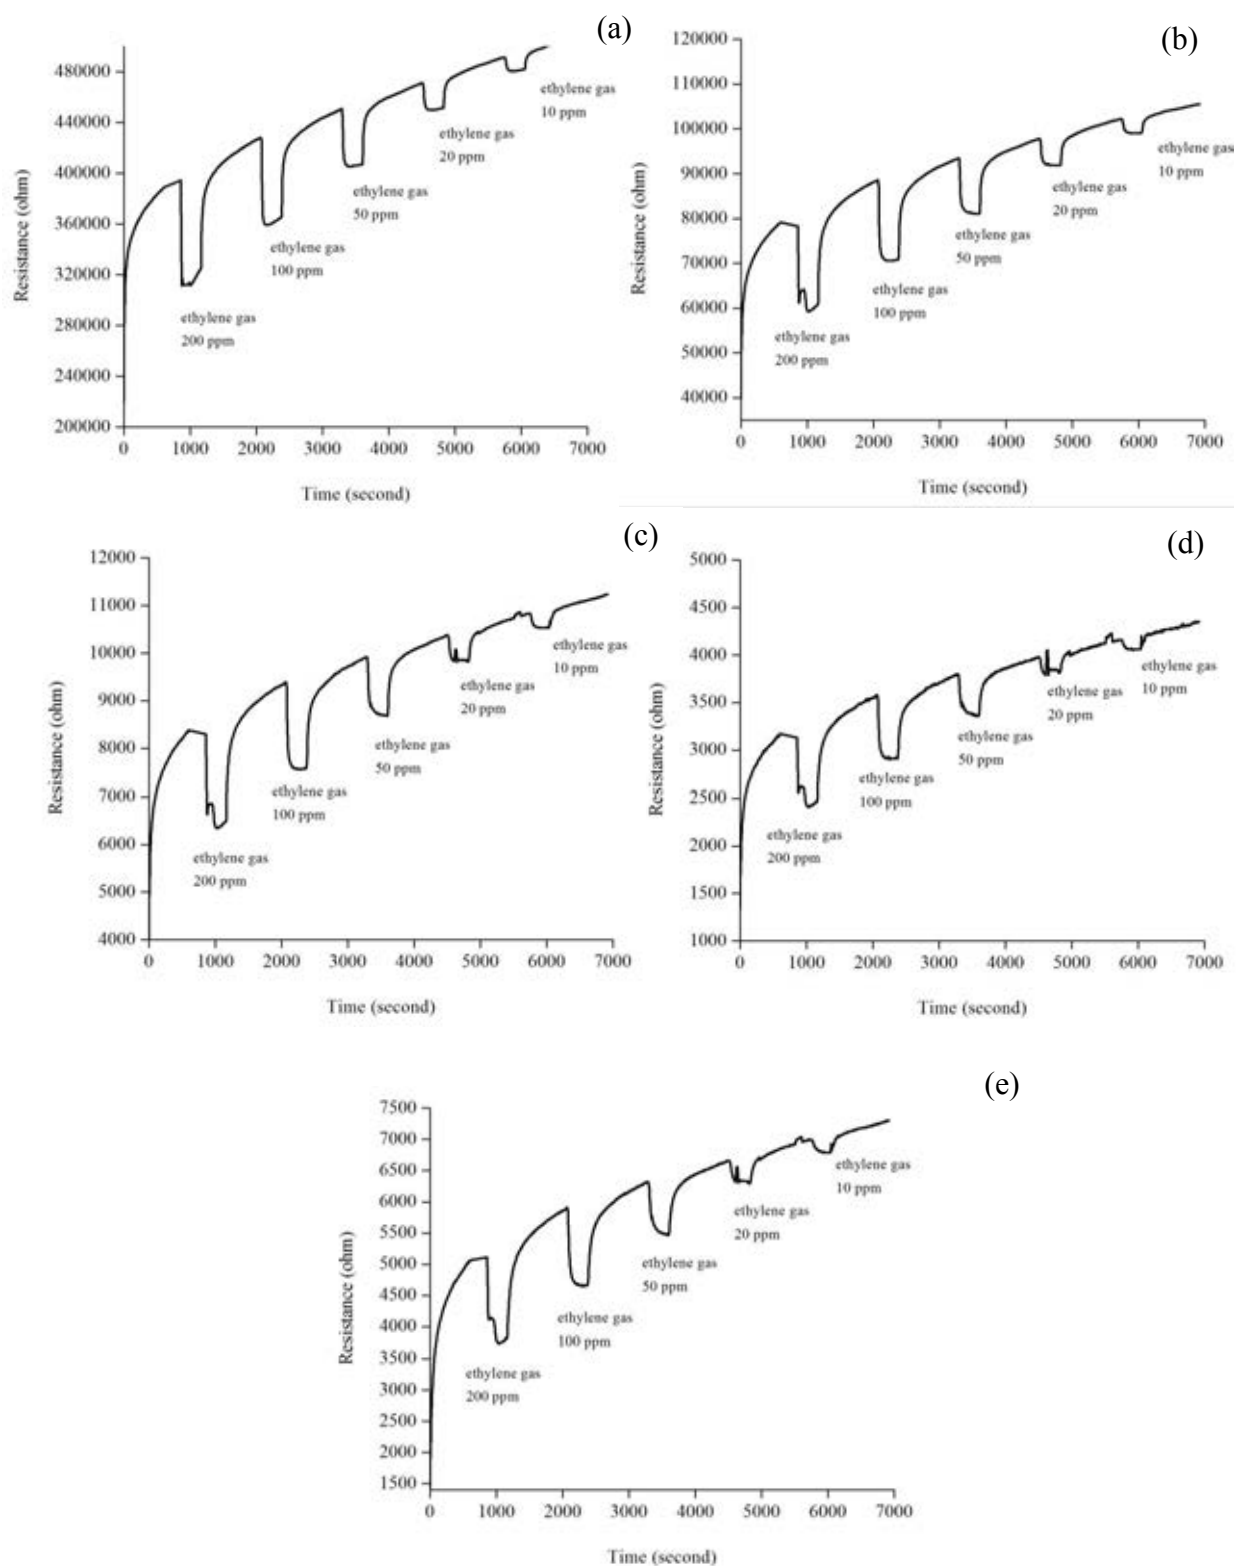 (a)
480000
440000
400000
360000
320000
280000
240000
200000
Resistance (ohm)
0 1000 2000 3000 4000 5000 6000 7000
Time (second)
ethylene gas
200 ppm
ethylene gas
100 ppm
ethylene gas
50 ppm
ethylene gas
20 ppm
ethylene gas
10 ppm
(b)
120000
110000
100000
90000
80000
70000
60000
50000
40000
Resistance (ohm)
0 1000 2000 3000 4000 5000 6000 7000
Time (second)
ethylene gas
200 ppm
ethylene gas
100 ppm
ethylene gas
50 ppm
ethylene gas
20 ppm
ethylene gas
10 ppm
(c)
12000
11000
10000
9000
8000
7000
6000
5000
4000
Resistance (ohm)
0 1000 2000 3000 4000 5000 6000 7000
Time (second)
ethylene gas
200 ppm
ethylene gas
100 ppm
ethylene gas
50 ppm
ethylene gas
20 ppm
ethylene gas
10 ppm
(d)
5000
4500
4000
3500
3000
2500
2000
1500
1000
Resistance (ohm)
0 1000 2000 3000 4000 5000 6000 7000
Time (second)
ethylene gas
200 ppm
ethylene gas
100 ppm
ethylene gas
50 ppm
ethylene gas
20 ppm
ethylene gas
10 ppm
(e)
7500
7000
6500
6000
5500
5000
4500
4000
3500
3000
2500
2000
1500
Resistance (ohm)
0 1000 2000 3000 4000 5000 6000 7000
Time (second)
ethylene gas
200 ppm
ethylene gas
100 ppm
ethylene gas
50 ppm
ethylene gas
20 ppm
ethylene gas
10 ppm